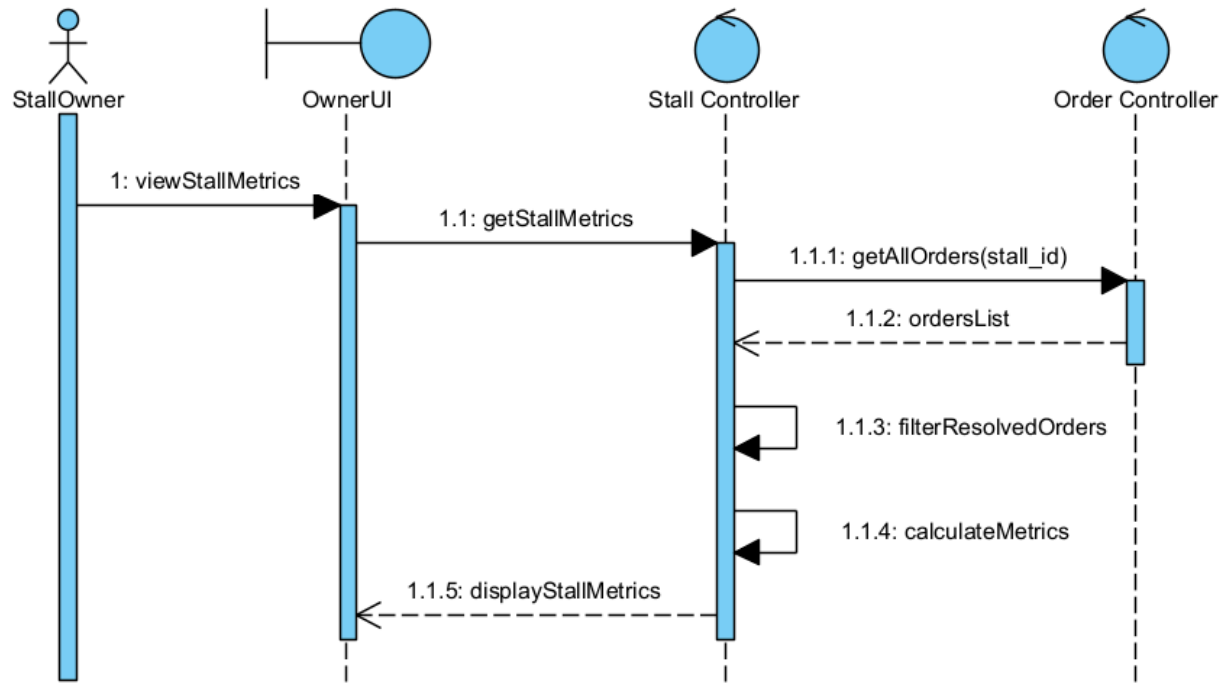 StallOwner
OwnerUI
Stall Controller
Order Controller
1: viewStallMetrics
1.1: getStallMetrics
1.1.1: getAllOrders(stall_id)
1.1.2: ordersList
1.1.3: filterResolvedOrders
1.1.4: calculateMetrics
1.1.5: displayStallMetrics